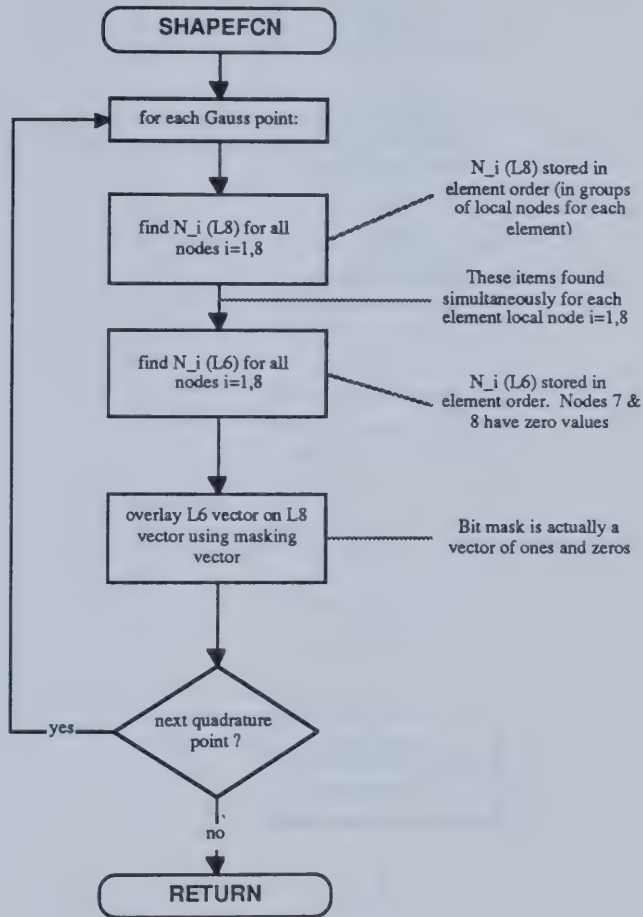 SHAPEFCN
for each Gauss point:
N_i (L8) stored in
element order (in groups
of local nodes for each
element)
find N_i (L8) for all
nodes i=1,8
These items found
simultaneously for each
element local node i=1,8
find N_i (L6) for all
nodes i=1,8
N_i (L6) stored in
element order. Nodes 7 &
8 have zero values
overlay L6 vector on L8
vector using masking
vector
Bit mask is actually a
vector of ones and zeros
next quadrature
point ?
yes
no
RETURN